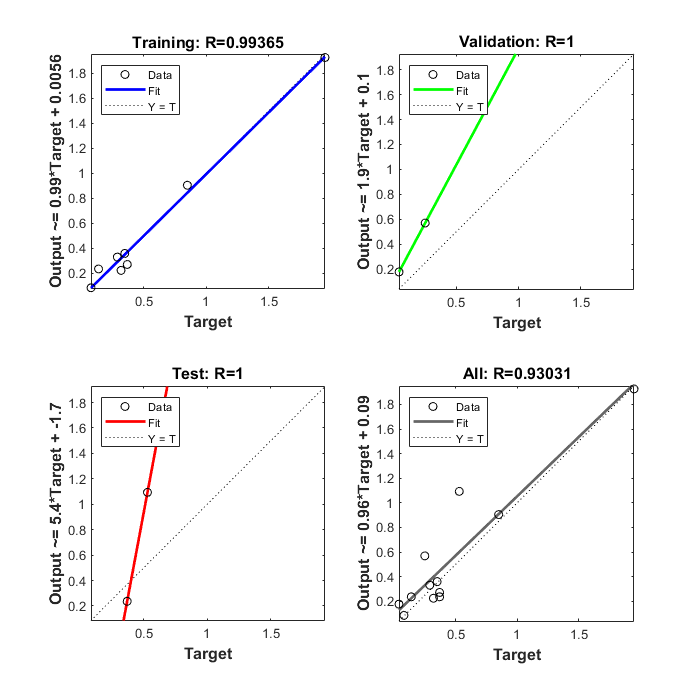 Training: R=0.99365
Output ~= 0.99*Target + 0.0056
Data
Fit
Y = T
1.8
1.6
1.4
1.2
1
0.8
0.6
0.4
0.2
0.5
1
1.5
Target
Validation: R=1
Output ~= 1.9*Target + 0.1
Data
Fit
Y = T
1.8
1.6
1.4
1.2
1
0.8
0.6
0.4
0.2
0.5
1
1.5
Target
Test: R=1
Output ~= 5.4*Target + -1.7
Data
Fit
Y = T
1.8
1.6
1.4
1.2
1
0.8
0.6
0.4
0.2
0.5
1
1.5
Target
All: R=0.93031
Output ~= 0.96*Target + 0.09
Data
Fit
Y = T
1.8
1.6
1.4
1.2
1
0.8
0.6
0.4
0.2
0.5
1
1.5
Target